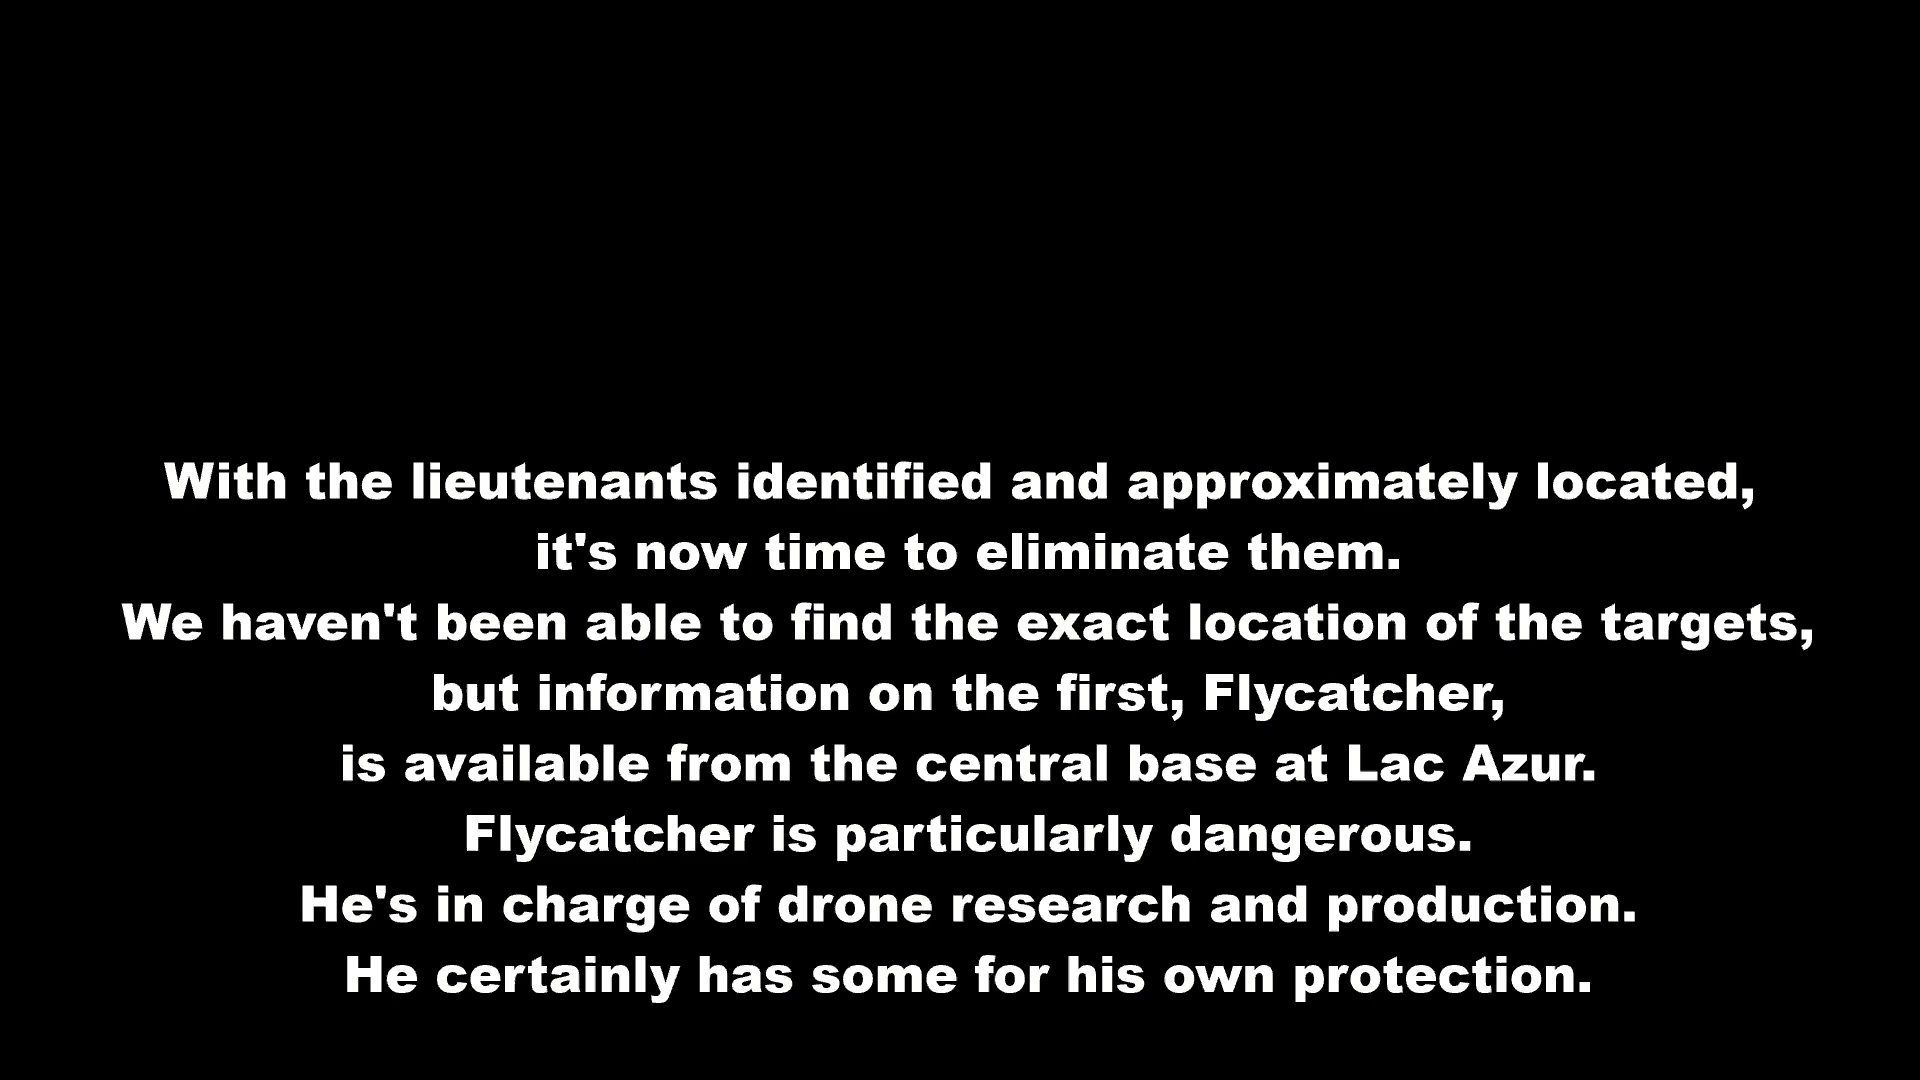 With the lieutenants identified and approximately located,
it's now time to eliminate them.
We haven't been able to find the exact location of the targets,
but information on the first, Flycatcher,
is available from the central base at Lac Azur.
Flycatcher is particularly dangerous.
He's in charge of drone research and production.
He certainly has some for his own protection.